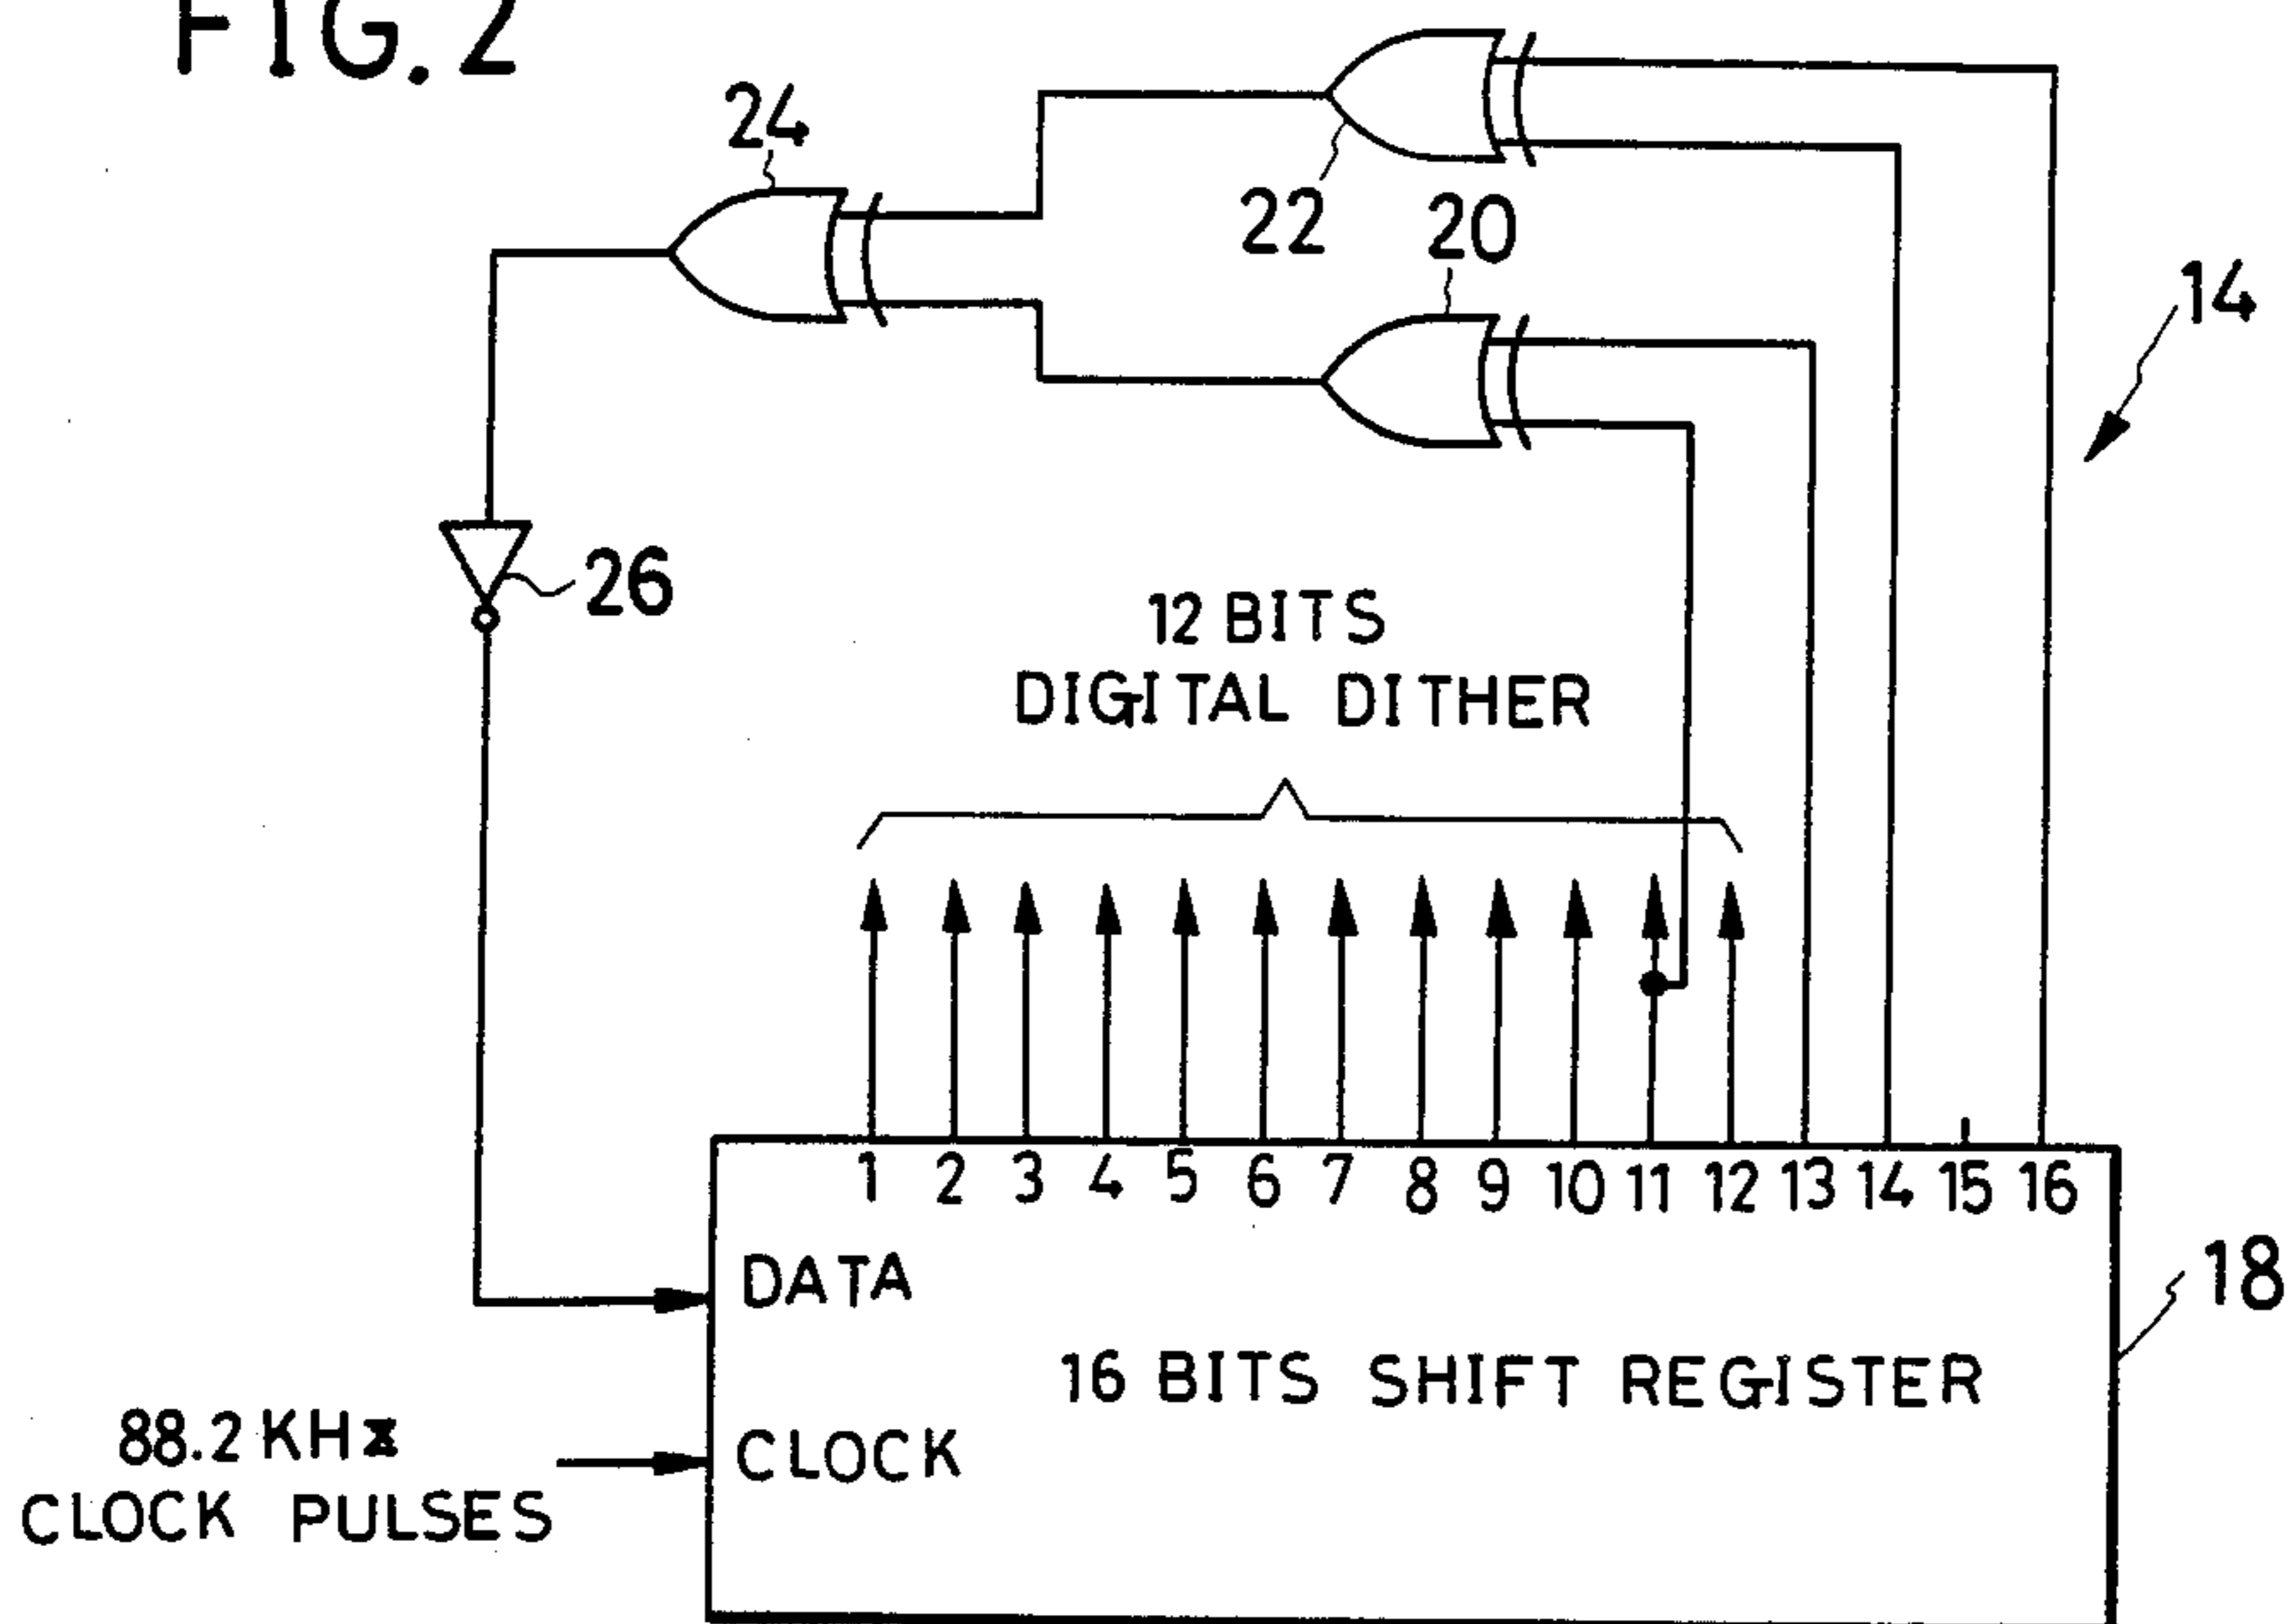 FIG. 2
24
22
20
14
26
12 BITS
DIGITAL DITHER
1 2 3 4 5 6 7 8 9 10 11 12 13 14 15 16
DATA
18
16 BITS SHIFT REGISTER
88.2 KHz
CLOCK
CLOCK PULSES